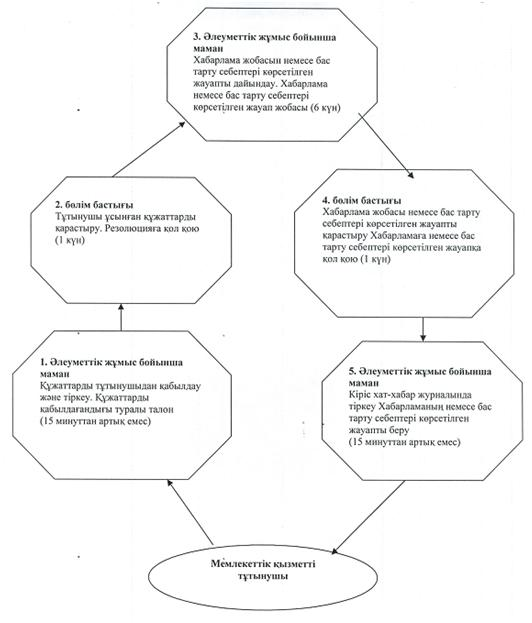 3. Әлеуметтік жұмыс бойынша
маман
Хабарлама жобасын немесе бас
тарту себептері көрсетілген
жауапты дайындау. Хабарлама
немесе бас тарту себептері
көрсетілген жауап жобасы (6 күн)
2. бөлім бастығы
Тұтынушы ұсынған құжаттарды
қарастыру. Резолюцияға қол қою
(1 күн)
4. бөлім бастығы
Хабарлама жобасы немесе бас тарту
себептері көрсетілген жауапты
қарастыру Хабарламаға немесе бас
тарту себептері көрсетілген жауапқа
қол қою (1 күн)
1. Әлеуметтік жұмыс бойынша
маман
Құжаттарды тұтынушыдан қабылдау
және тіркеу. Құжаттарды
қабылдағандығы туралы талон
(15 минуттан артық емес)
5. Әлеуметтік жұмыс бойынша
маман
Кіріс хат-хабар журналында
тіркеу Хабарламаның немесе бас
тарту себептері көрсетілген
жауапты беру
(15 минуттан артық емес)
Мемлекеттік қызметті
тұтынушы